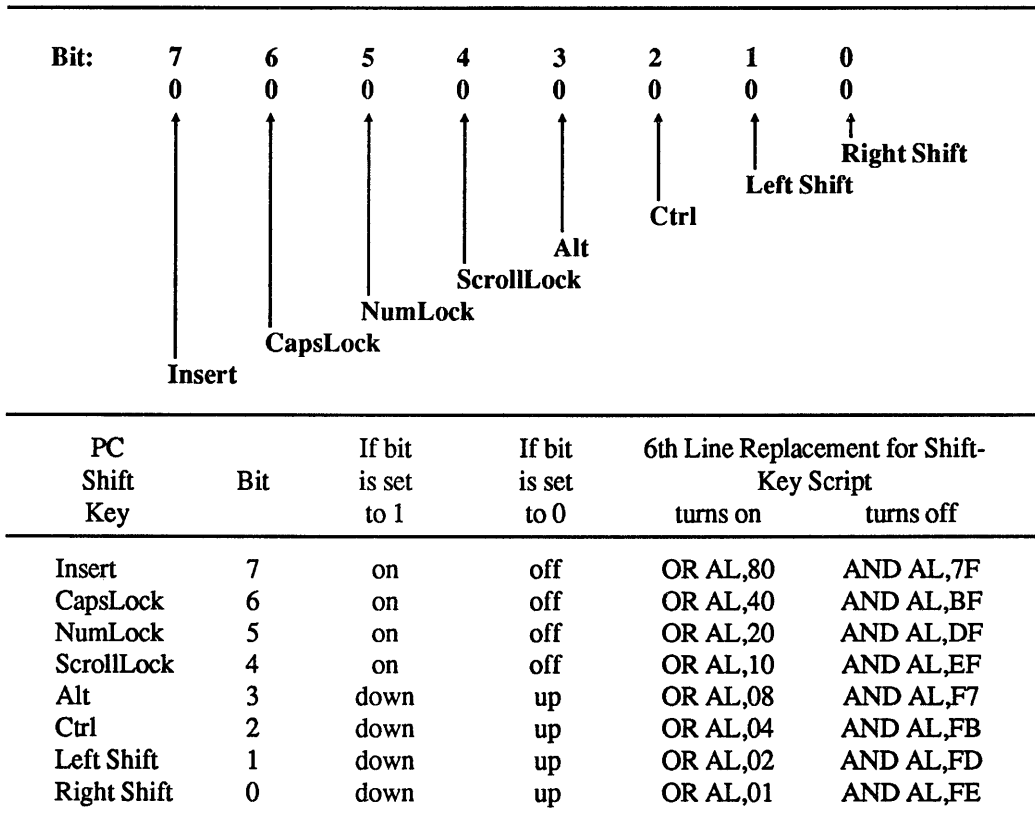 Bit: 7 6 5 4 3 2 1 0
0 0 0 0 0 0 0 0
Right Shift
Left Shift
Ctrl
Alt
ScrollLock
NumLock
CapsLock
Insert
PC If bit If bit 6th Line Replacement for Shift-
Shift Bit is set is set Key Script
Key to 1 to 0 turns on turns off
Insert 7 on off OR AL,80 AND AL,7F
CapsLock 6 on off OR AL,40 AND AL,BF
NumLock 5 on off OR AL,20 AND AL,DF
ScrollLock 4 on off OR AL,10 AND AL,EF
Alt 3 down up OR AL,08 AND AL,F7
Ctrl 2 down up OR AL,04 AND AL,FB
Left Shift 1 down up OR AL,02 AND AL,FD
Right Shift 0 down up OR AL,01 AND AL,FE